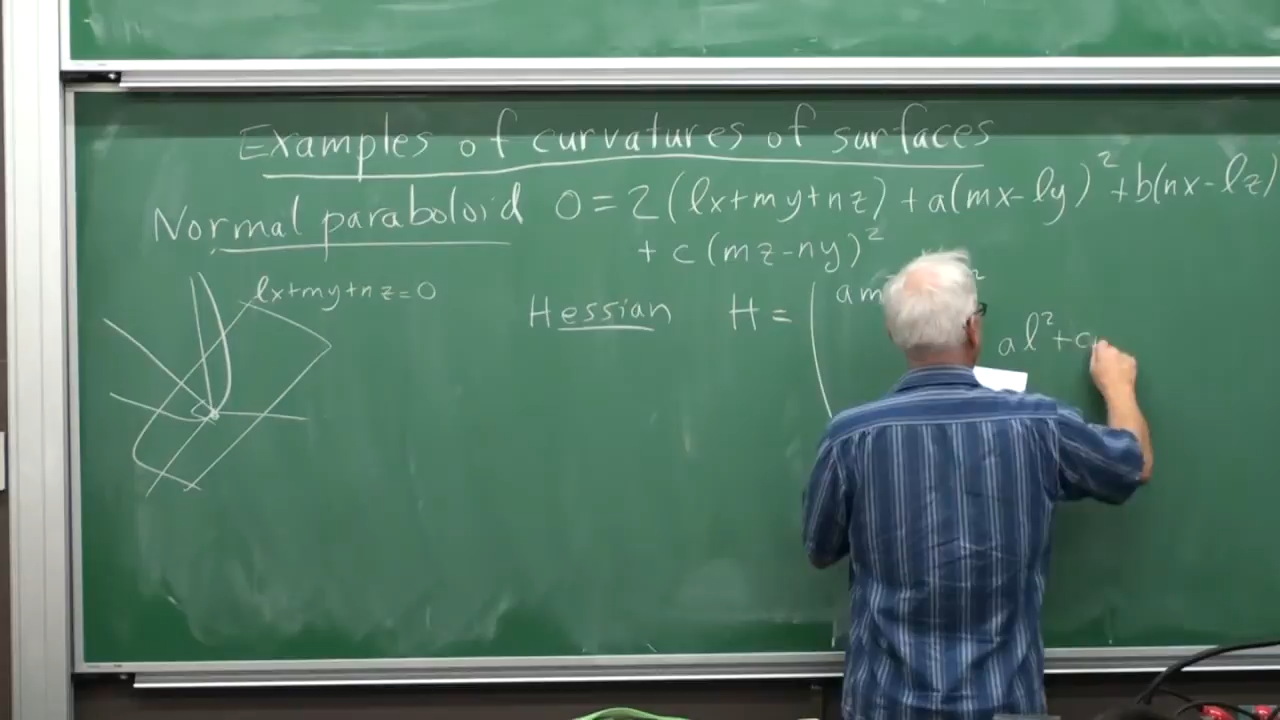 Examples of curvatures of surfaces
Normal paraboloid 0=2(lx+my+nz)+a(mx-ly)²+b(nx-lz)
+c(mz-ny)²
lx+my+nz=0
Hessian H = ( am
al²+c